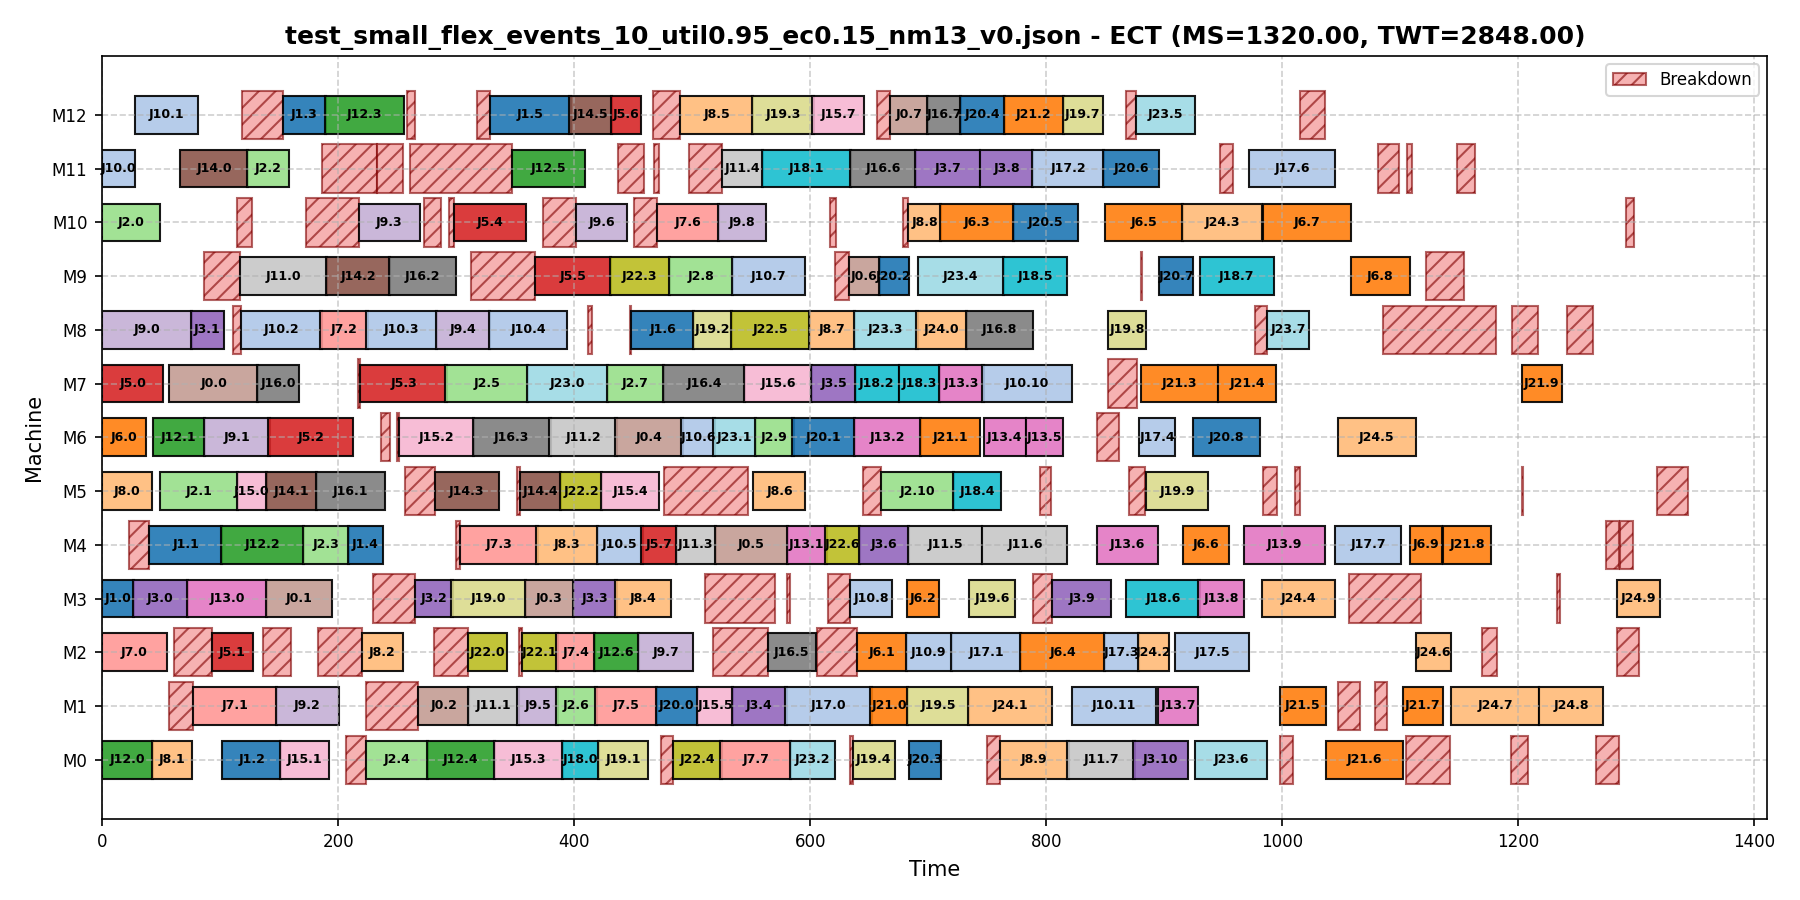 test_small_flex_events_10_util0.95_ec0.15_nm13_v0.json - ECT (MS=1320.00, TWT=2848.00)
Breakdown
M12 J10.1 J1.3 J12.3 J1.5 J14.5 J5.6 J8.5 J19.3 J15.7 J0.7 J16.7 J20.4 J21.2 J19.7 J23.5
M11 J10.0 J14.0 J2.2 J12.5 J11.4 J18.1 J16.6 J3.7 J3.8 J17.2 J20.6 J17.6
M10 J2.0 J9.3 J5.4 J9.6 J7.6 J9.8 J8.8 J6.3 J20.5 J6.5 J24.3 J6.7
M9 J11.0 J14.2 J16.2 J5.5 J22.3 J2.8 J10.7 J0.6 J20.2 J23.4 J18.5 J20.7 J18.7 J6.8
M8 J9.0 J3.1 J10.2 J7.2 J10.3 J9.4 J10.4 J1.6 J19.2 J22.5 J8.7 J23.3 J24.0 J16.8 J19.8 J23.7
M7 J5.0 J0.0 J16.0 J5.3 J2.5 J23.0 J2.7 J16.4 J15.6 J3.5 J18.2 J18.3 J13.3 J10.10 J21.3 J21.4 J21.9
M6 J6.0 J12.1 J9.1 J5.2 J15.2 J16.3 J11.2 J0.4 J10.6 J23.1 J2.9 J20.1 J13.2 J21.1 J13.4 J13.5 J17.4 J20.8 J24.5
M5 J8.0 J2.1 J15.0 J14.1 J16.1 J14.3 J14.4 J22.2 J15.4 J8.6 J2.10 J18.4 J19.9
M4 J1.1 J12.2 J2.3 J1.4 J7.3 J8.3 J10.5 J5.7 J11.3 J0.5 J13.1 J22.6 J3.6 J11.5 J11.6 J13.6 J6.6 J13.9 J17.7 J6.9 J21.8
M3 J1.0 J3.0 J13.0 J0.1 J3.2 J19.0 J0.3 J3.3 J8.4 J10.8 J6.2 J19.6 J3.9 J18.6 J13.8 J24.4 J24.9
M2 J7.0 J5.1 J8.2 J22.0 J22.1 J7.4 J12.6 J9.7 J16.5 J6.1 J10.9 J17.1 J6.4 J17.3 J24.2 J17.5 J24.6
M1 J7.1 J9.2 J0.2 J11.1 J9.5 J2.6 J7.5 J20.0 J15.5 J3.4 J17.0 J21.0 J19.5 J24.1 J10.11 J13.7 J21.5 J21.7 J24.7 J24.8
M0 J12.0 J8.1 J1.2 J15.1 J2.4 J12.4 J15.3 J18.0 J19.1 J22.4 J7.7 J23.2 J19.4 J20.3 J8.9 J11.7 J3.10 J23.6 J21.6
0 200 400 600 800 1000 1200 1400
Time
Machine